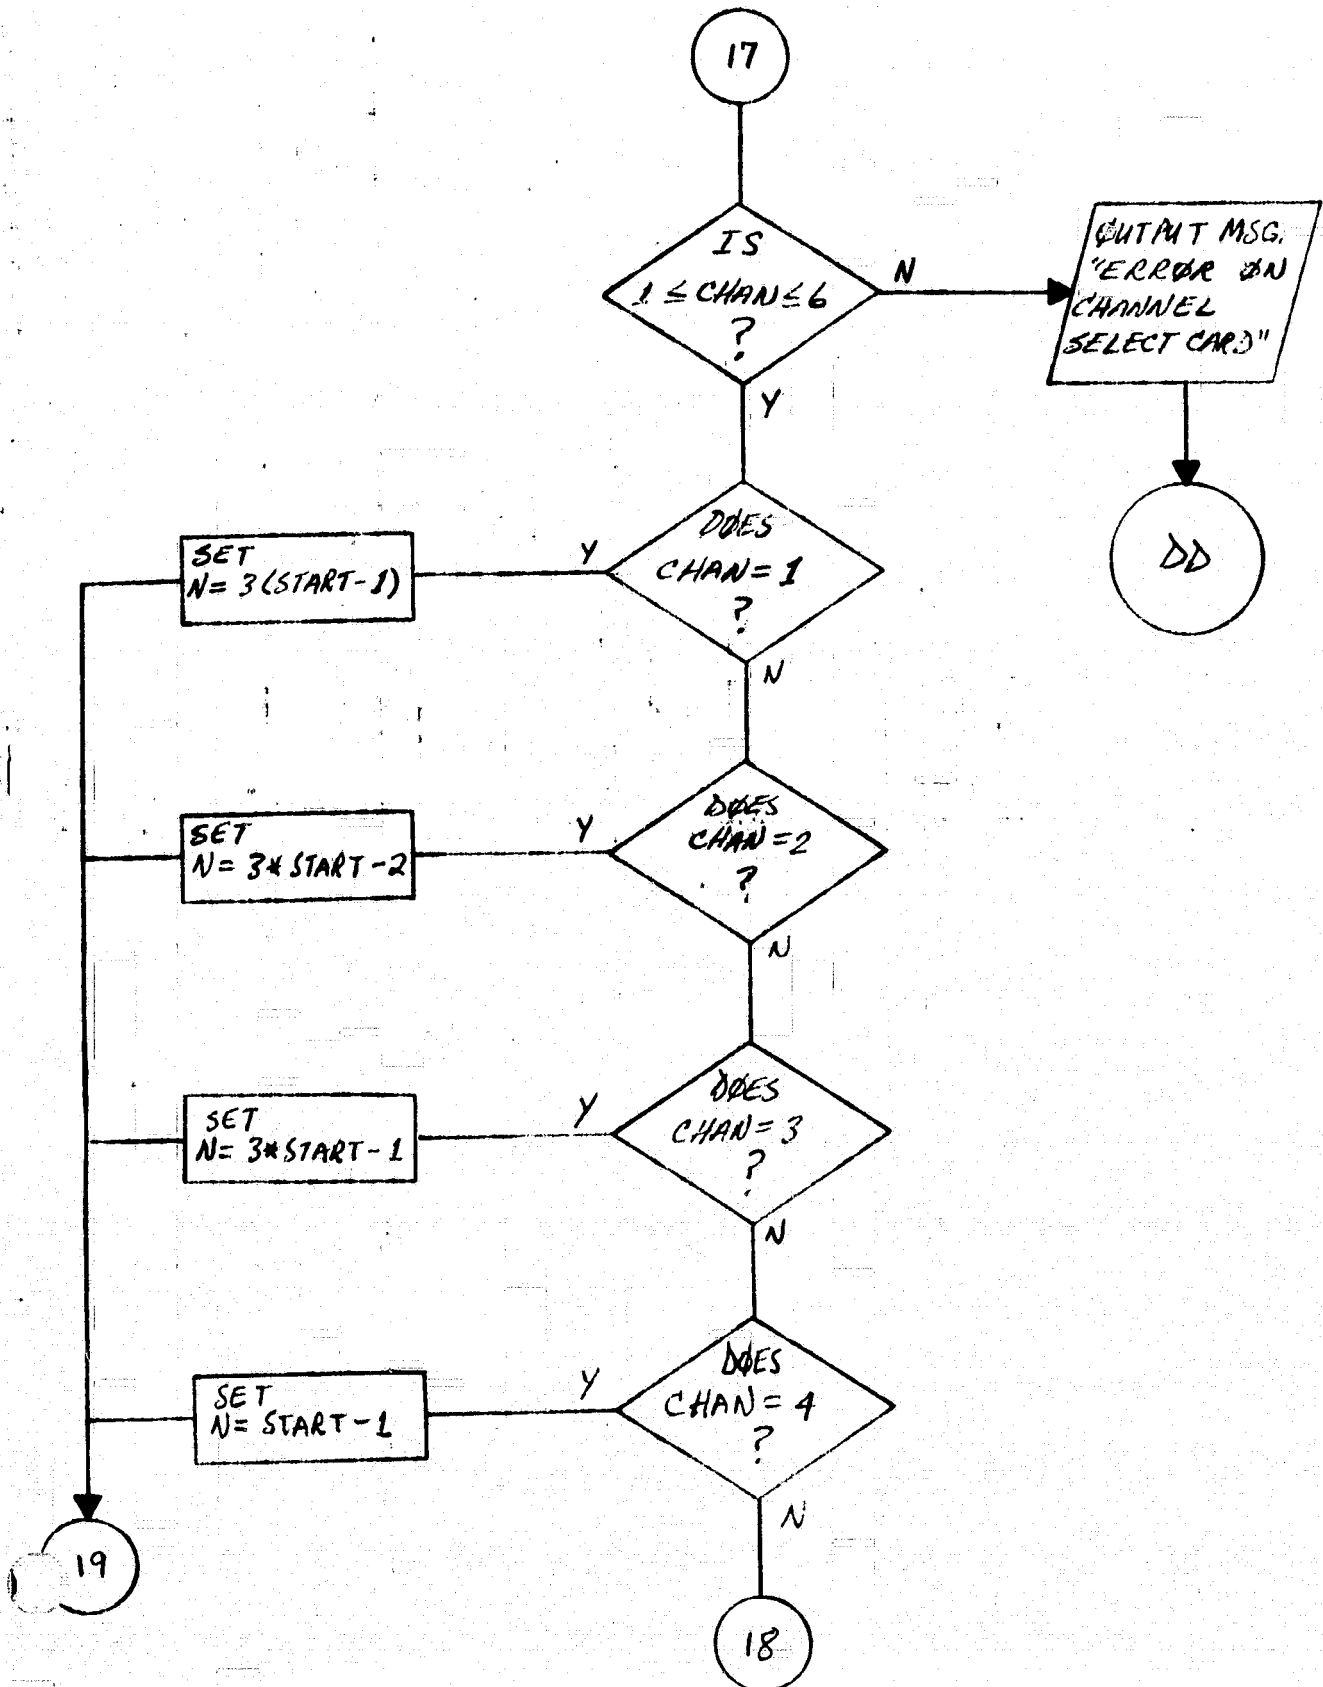 17
IS
1 ≤ CHAN ≤ 6
?
N
Y
ØUTPUT MSG.
"ERRØR ØN
CHANNEL
SELECT CARD"
DD
DØES
CHAN = 1
?
Y
N
SET
N= 3(START-1)
DØES
CHAN = 2
?
Y
N
SET
N= 3*START-2
DØES
CHAN = 3
?
Y
N
SET
N= 3*START-1
DØES
CHAN = 4
?
Y
N
SET
N= START-1
19
18